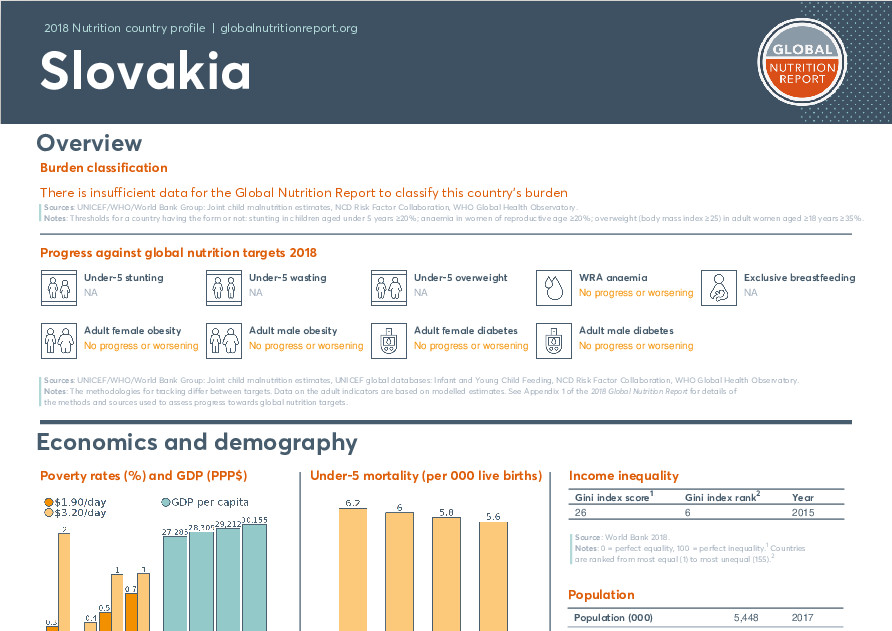 2018 Nutrition country profile | globalnutritionreport.org
Slovakia
GLOBAL
NUTRITION
REPORT
Overview
Burden classification
There is insufficient data for the Global Nutrition Report to classify this country's burden
Sources: UNICEF/WHO/World Bank Group: Joint child malnutrition estimates, NCD Risk Factor Collaboration, WHO Global Health Observatory.
Notes: Thresholds for a country having the form or not: stunting in children aged under 5 years ≥20%; anaemia in women of reproductive age ≥20%; overweight (body mass index ≥25) in adult women aged ≥18 years ≥35%.
Progress against global nutrition targets 2018
Under-5 stunting
NA
Under-5 wasting
NA
Under-5 overweight
NA
WRA anaemia
No progress or worsening
Exclusive breastfeeding
NA
Adult female obesity
No progress or worsening
Adult male obesity
No progress or worsening
Adult female diabetes
No progress or worsening
Adult male diabetes
No progress or worsening
Sources: UNICEF/WHO/World Bank Group: Joint child malnutrition estimates, UNICEF global databases: Infant and Young Child Feeding, NCD Risk Factor Collaboration, WHO Global Health Observatory.
Notes: The methodologies for tracking differ between targets. Data on the adult indicators are based on modelled estimates. See Appendix 1 of the 2018 Global Nutrition Report for details of
the methods and sources used to assess progress towards global nutrition targets.
Economics and demography
Poverty rates (%) and GDP (PPP$)
$1.90/day
$3.20/day
GDP per capita
2
0.4
0.5
1
0.7
1
27,285
28,305
29,212
30,155
Under-5 mortality (per 000 live births)
6.2
6
5.8
5.6
Income inequality
Gini index score1 Gini index rank2 Year
26 6 2015
Source: World Bank 2018.
Notes: 0 = perfect equality, 100 = perfect inequality.1 Countries
are ranked from most equal (1) to most unequal (155).2
Population
Population (000) 5,448 2017